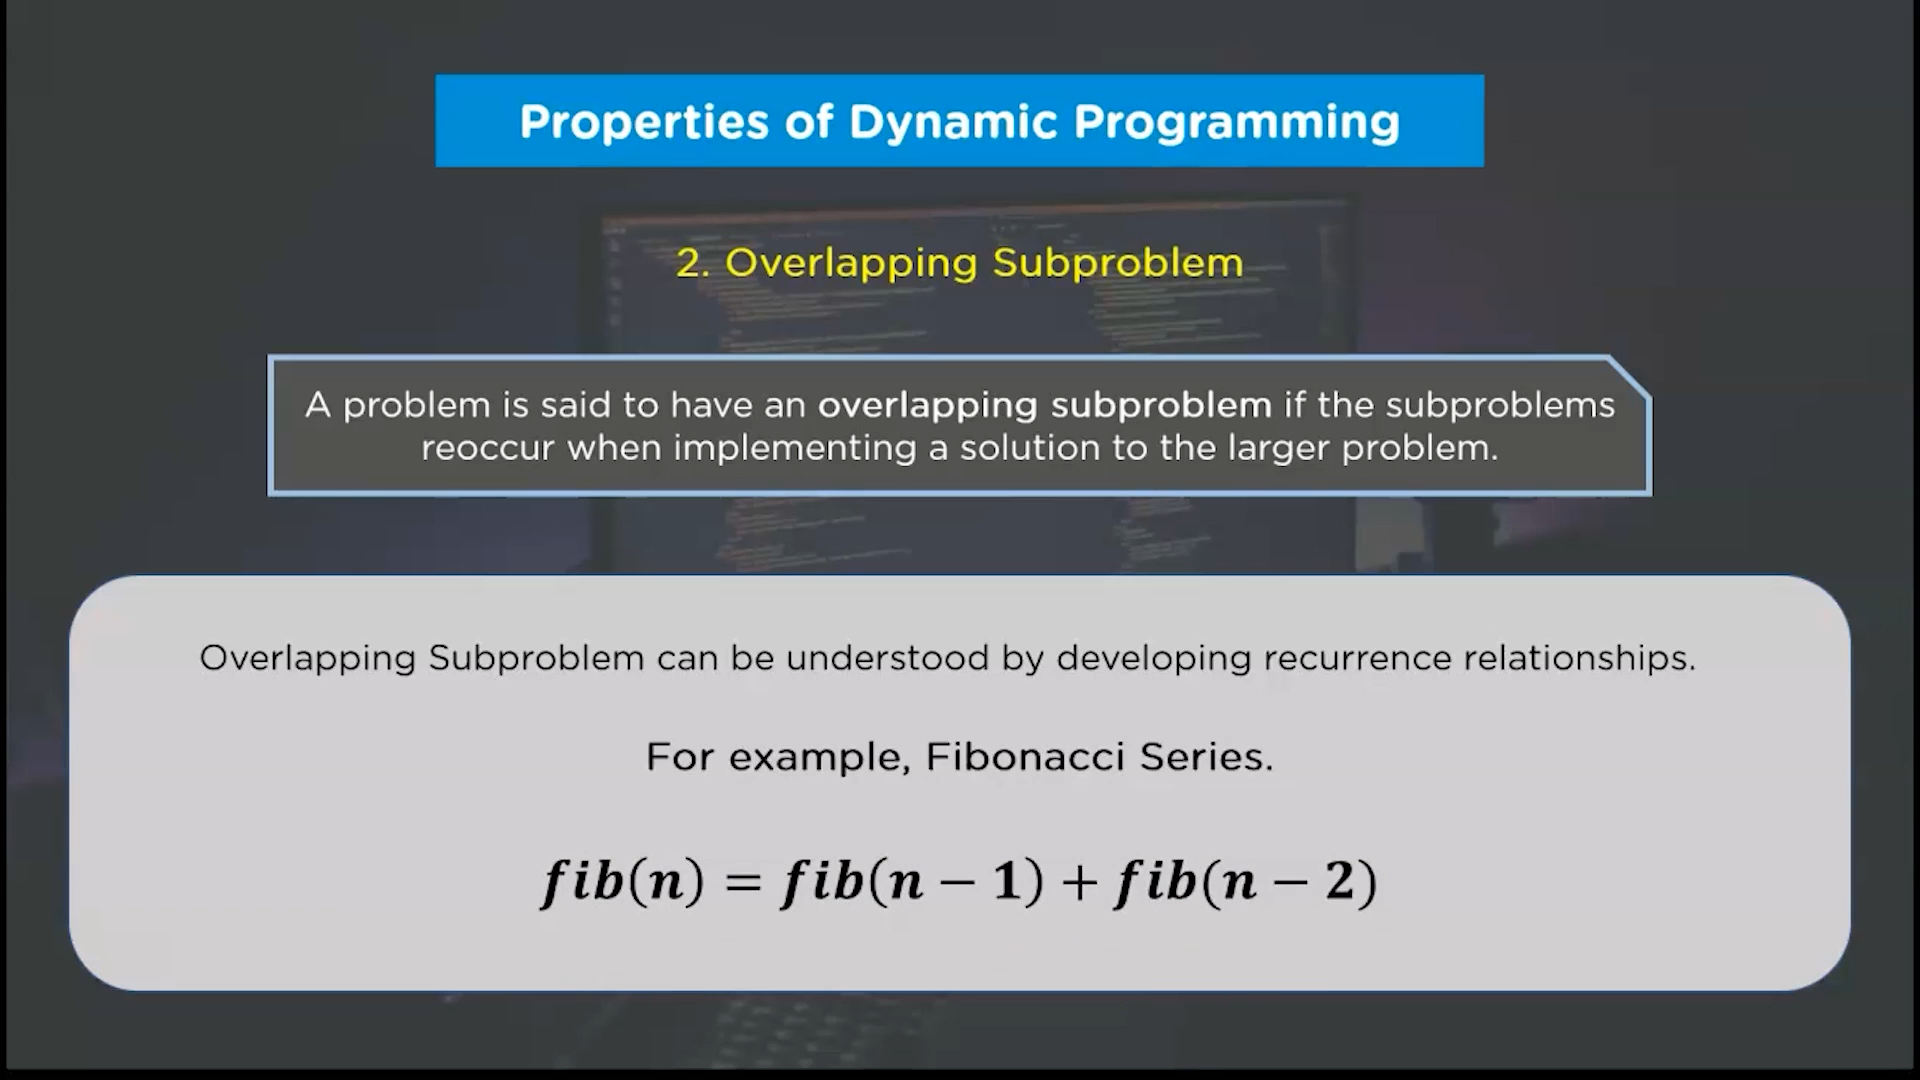 Properties of Dynamic Programming
2. Overlapping Subproblem
A problem is said to have an overlapping subproblem if the subproblems
reoccur when implementing a solution to the larger problem.
Overlapping Subproblem can be understood by developing recurrence relationships.
For example, Fibonacci Series.
fib(n) = fib(n − 1) + fib(n − 2)